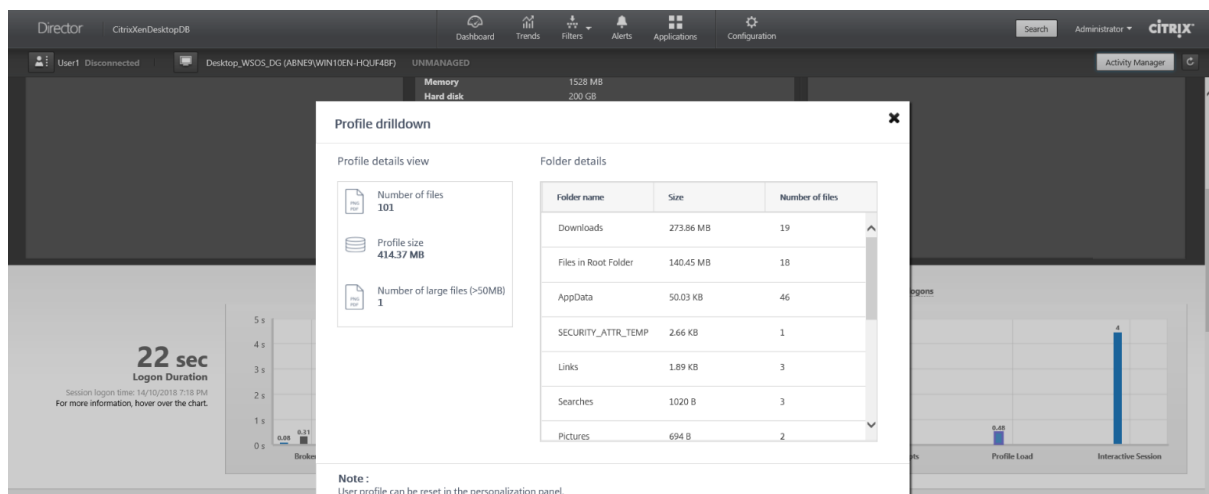 Director CitrixXenDesktopDB Dashboard Trends Filters Alerts Applications Configuration Search Administrator CITRIX
User1 Disconnected Desktop_WSOS_DG (ABNE9\WIN10EN-HQUF4BF) UNMANAGED Activity Manager
Memory 1528 MB
Hard disk 200 GB
Profile drilldown
Profile details view
Number of files
101
Profile size
414.37 MB
Number of large files (>50MB)
1
Folder details
Folder name Size Number of files
Downloads 273.86 MB 19
Files in Root Folder 140.45 MB 18
AppData 50.03 KB 46
SECURITY_ATTR_TEMP 2.66 KB 1
Links 1.89 KB 3
Searches 1020 B 3
Pictures 694 B 2
Note :
User profile can be reset in the personalization panel.
22 sec
Logon Duration
Session logon time: 14/10/2018 7:18 PM
For more information, hover over the chart.
5 s
4 s
3 s
2 s
1 s
0 s
0.08
0.31
0.48
4
Profile Load
Interactive Session